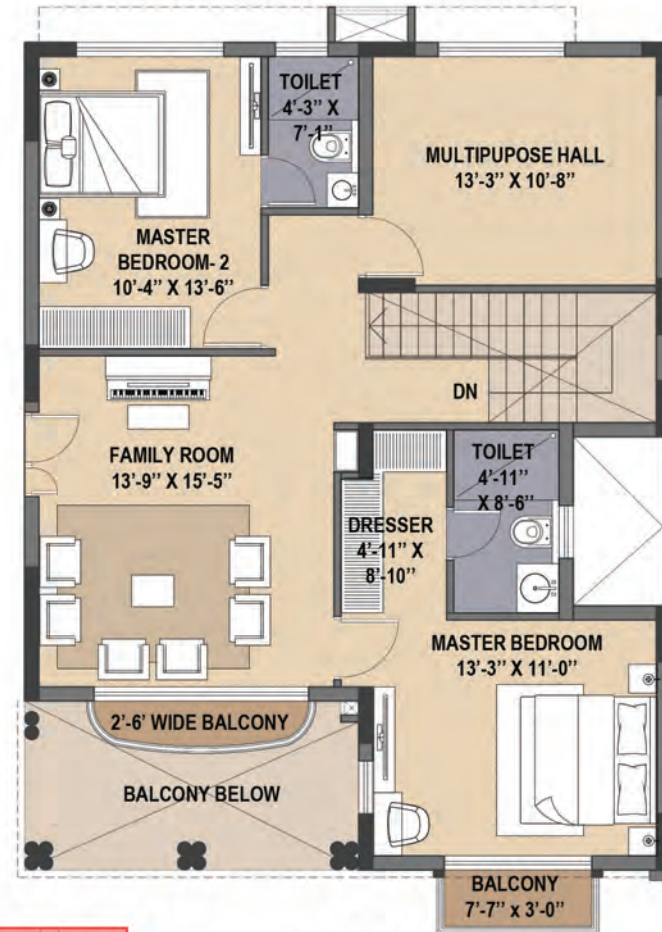 TOILET
4'-3'' X
7'-1''
MULTIPUPOSE HALL
13'-3'' X 10'-8''
MASTER
BEDROOM- 2
10'-4'' X 13'-6''
DN
FAMILY ROOM
13'-9'' X 15'-5''
TOILET
4'-11''
X 8'-6''
DRESSER
4'-11'' X
8'-10''
MASTER BEDROOM
13'-3'' X 11'-0''
2'-6' WIDE BALCONY
BALCONY BELOW
BALCONY
7'-7'' x 3'-0''